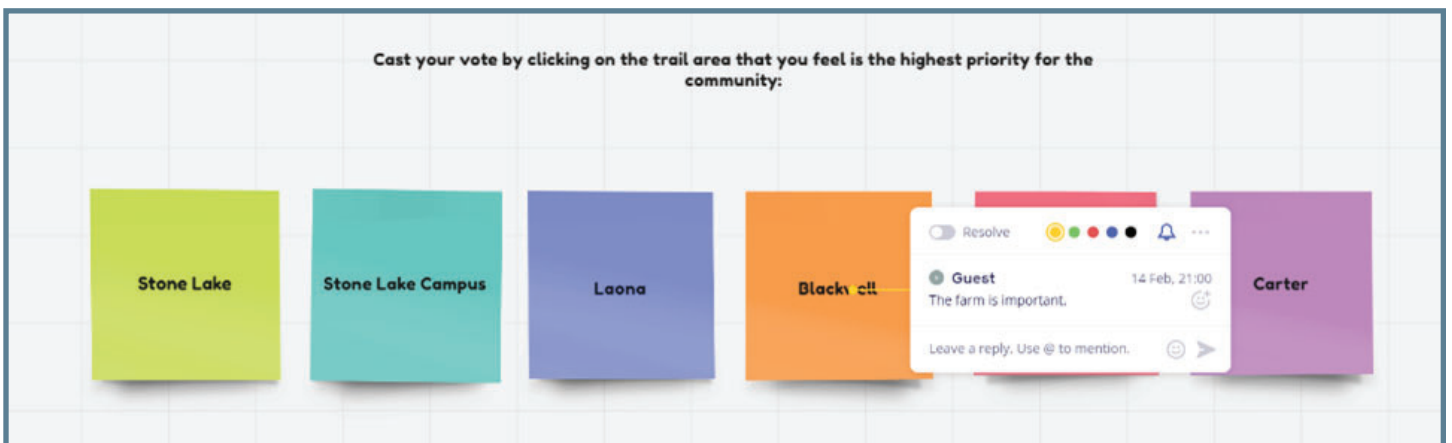 Cast your vote by clicking on the trail area that you feel is the highest priority for the
community:
Stone Lake
Stone Lake Campus
Laona
Blackwell
Carter
Resolve
Guest
14 Feb, 21:00
The farm is important.
Leave a reply. Use @ to mention.